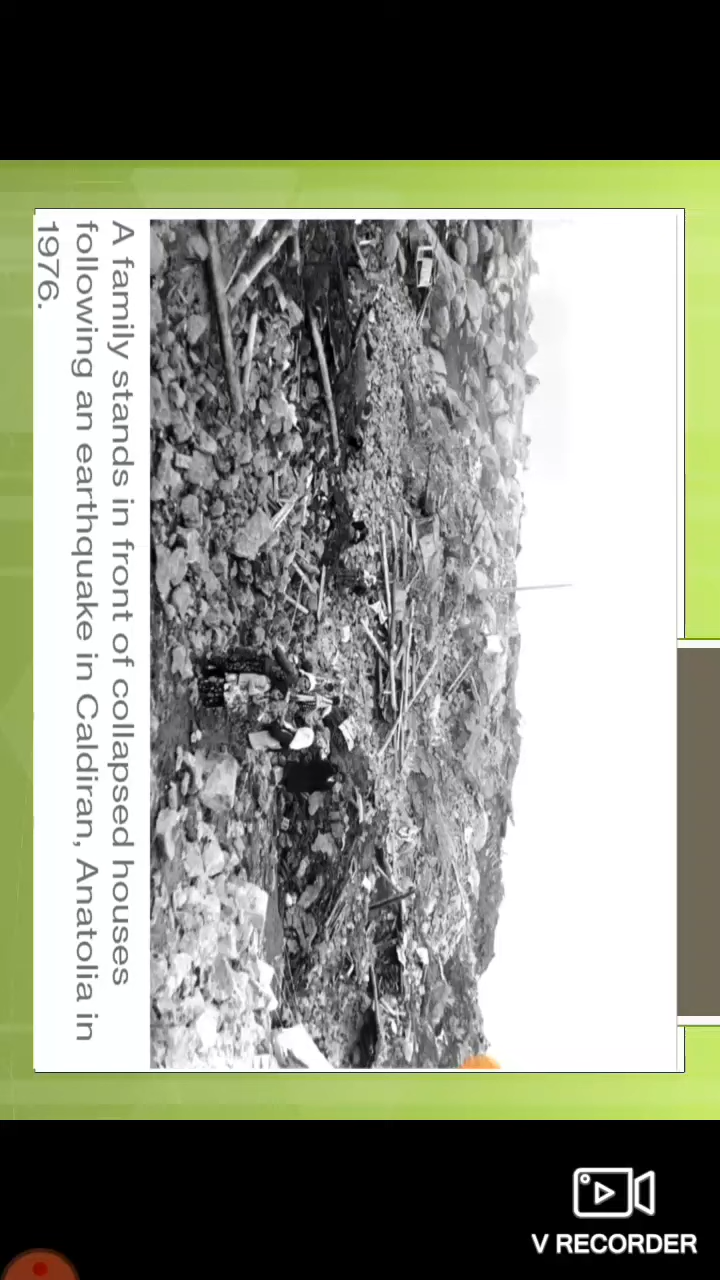 A family stands in front of collapsed houses
following an earthquake in Caldiran, Anatolia in
1976.
V RECORDER